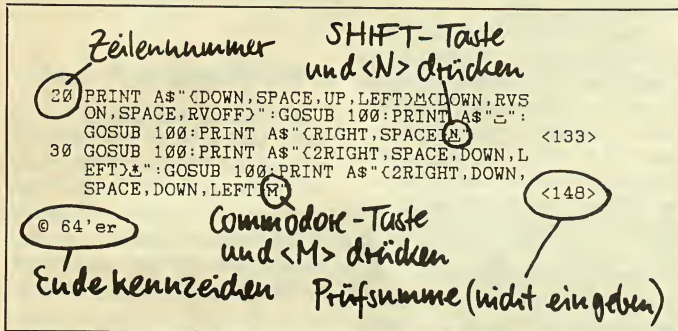 Zeilennummer
SHIFT-Taste
und <N> drücken
20 PRINT A$"{DOWN,SPACE,UP,LEFT}M{DOWN,RVS
ON,SPACE,RVOFF}":GOSUB 100:PRINT A$"-":
GOSUB 100:PRINT A$"{RIGHT,SPACE}N" <133>
30 GOSUB 100:PRINT A$"{2RIGHT,SPACE,DOWN,L
EFT}*":GOSUB 100:PRINT A$"{2RIGHT,DOWN,
SPACE,DOWN,LEFT}M" <148>
© 64'er
Commodore-Taste
und <M> drücken
Endekennzeichen
Prüfsumme (nicht eingeben)